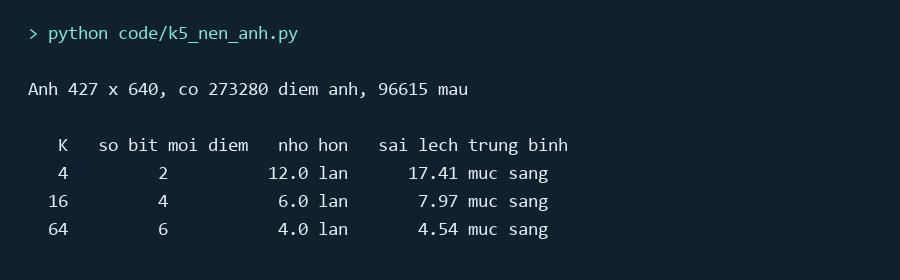 > python code/k5_nen_anh.py
Anh 427 x 640, co 273280 diem anh, 96615 mau
K so bit moi diem nho hon sai lech trung binh
4 2 12.0 lan 17.41 muc sang
16 4 6.0 lan 7.97 muc sang
64 6 4.0 lan 4.54 muc sang